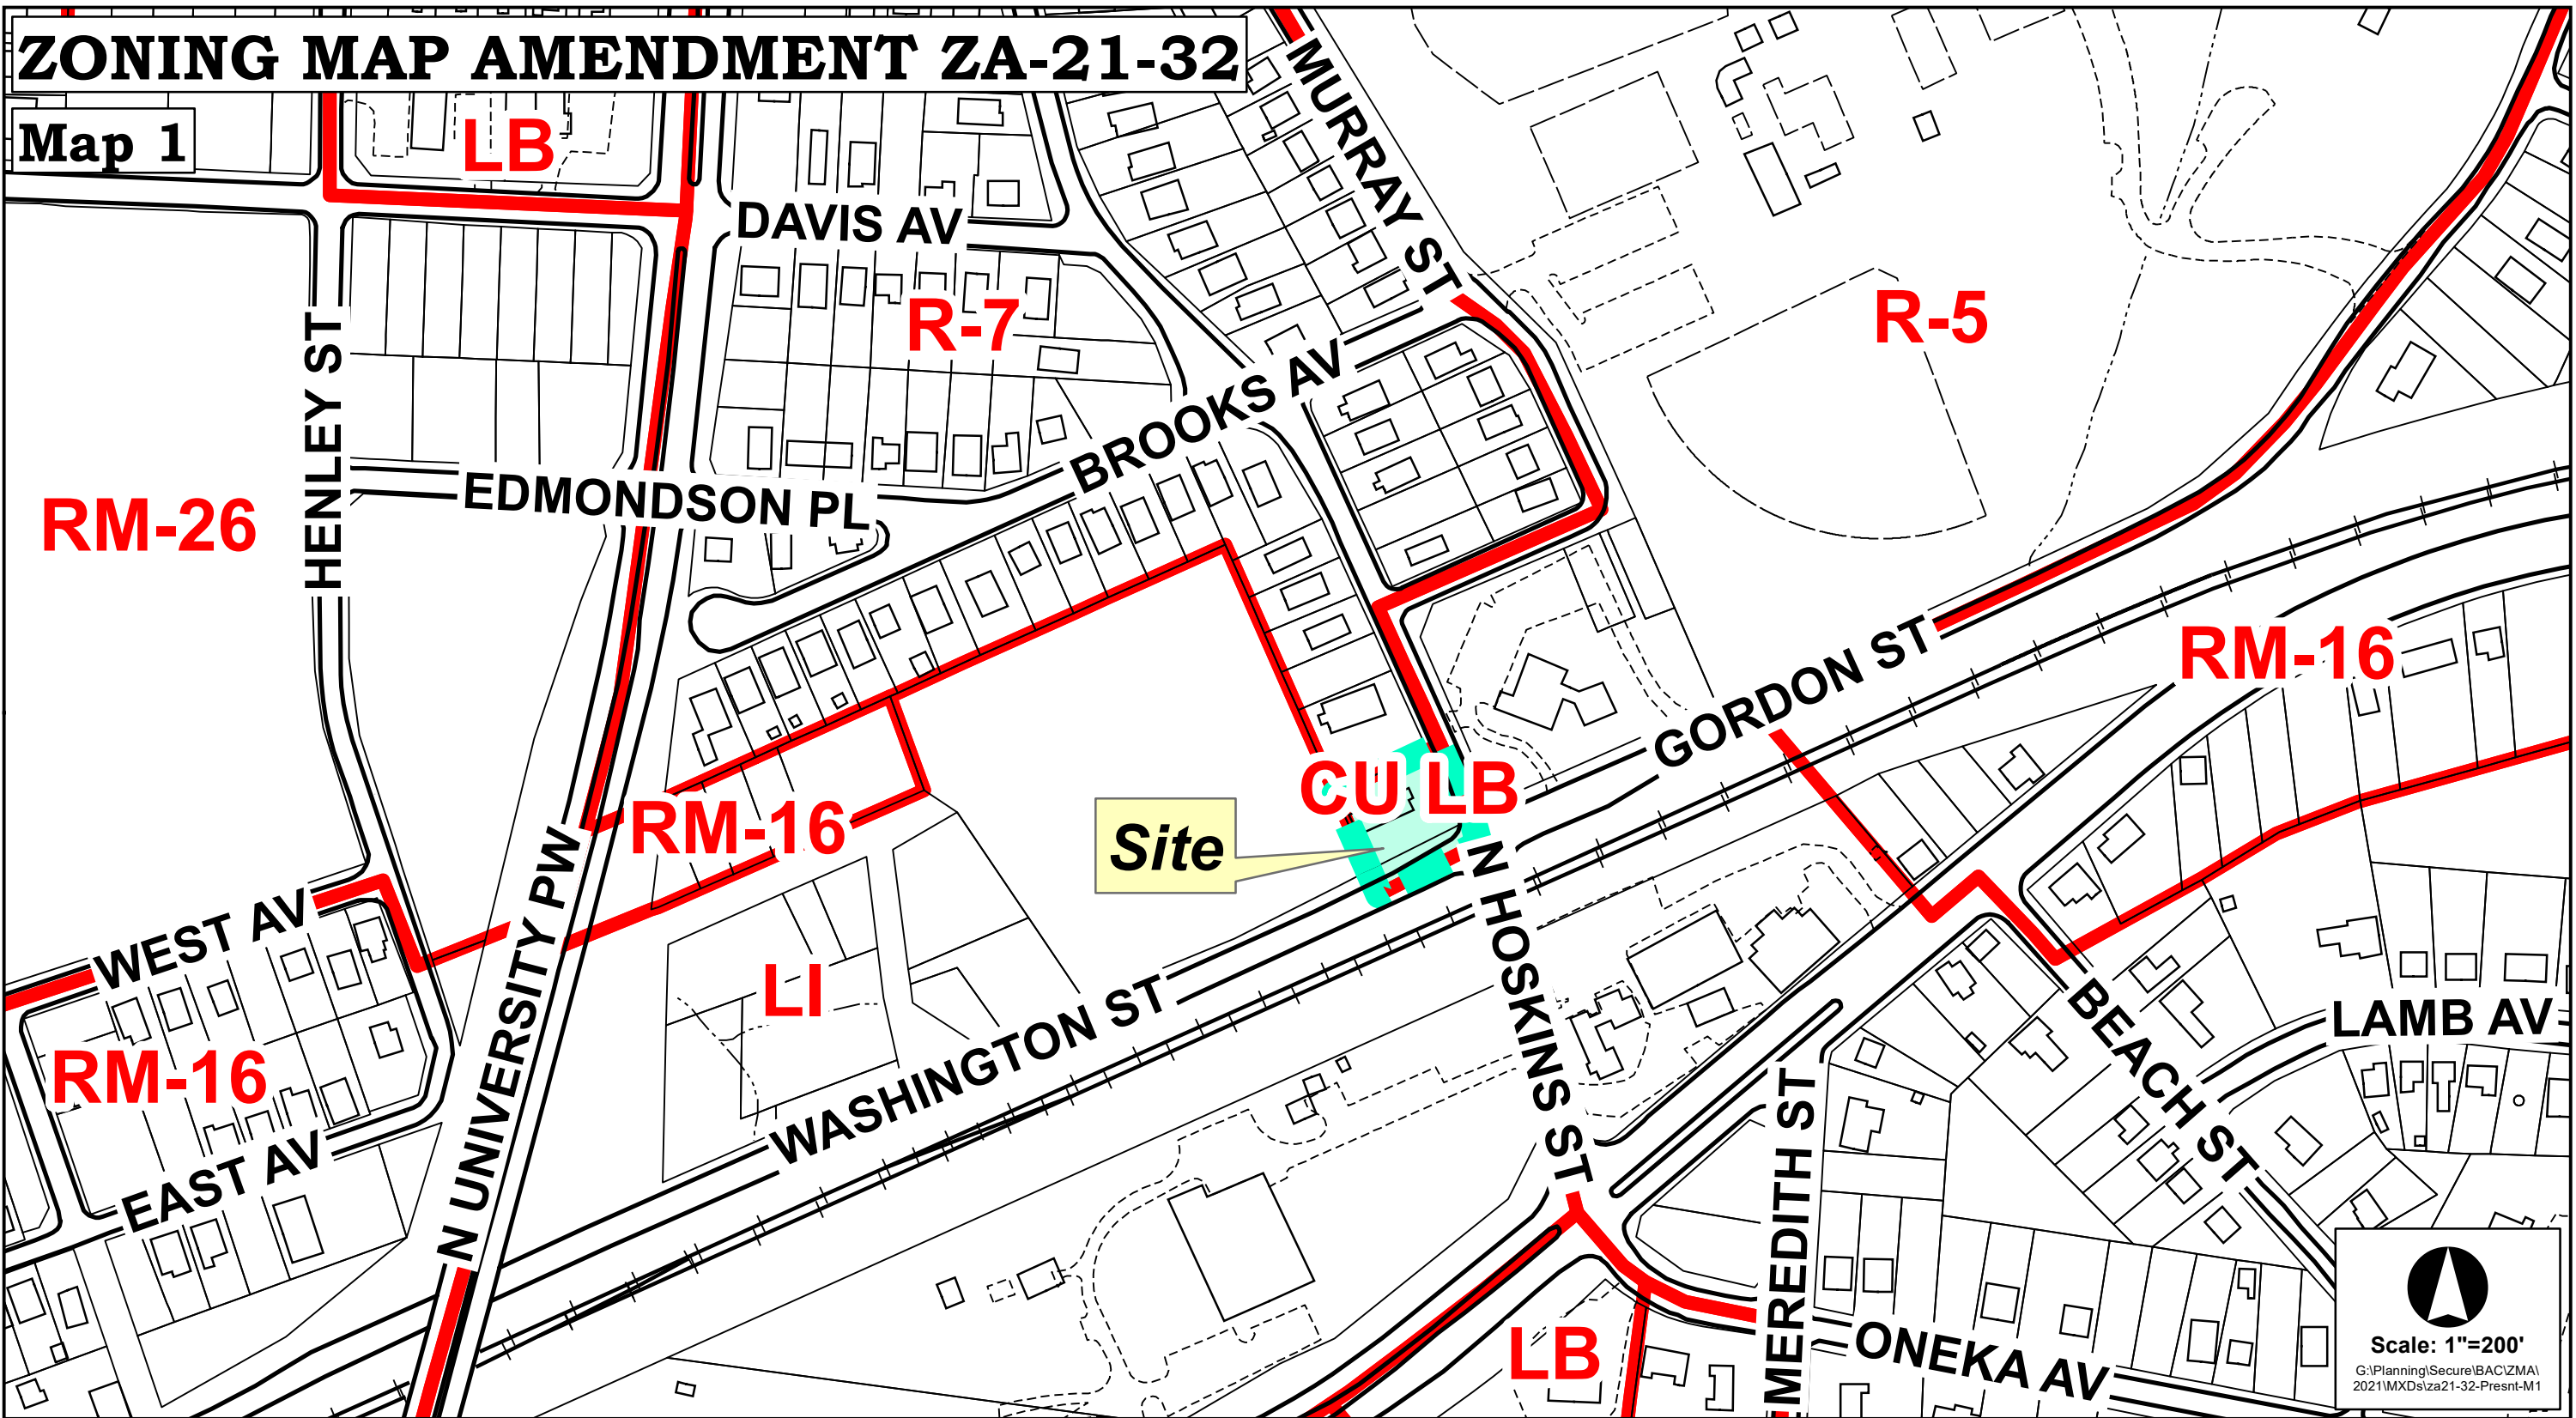 ZONING MAP AMENDMENT ZA-21-32
Map 1
LB
MURRAY ST
DAVIS AV
R-7
R-5
HENLEY ST
BROOKS AV
EDMONDSON PL
RM-26
GORDON ST
RM-16
CU LB
RM-16
Site
N UNIVERSITY PW
WEST AV
LI
N HOSKINS ST
WASHINGTON ST
BEACH ST
LAMB AV
RM-16
EAST AV
MEREDITH ST
LB
ONEKA AV
Scale: 1"=200'
G:\Planning\Secure\BAC\ZMA\
2021\MXDs\za21-32-Presnt-M1